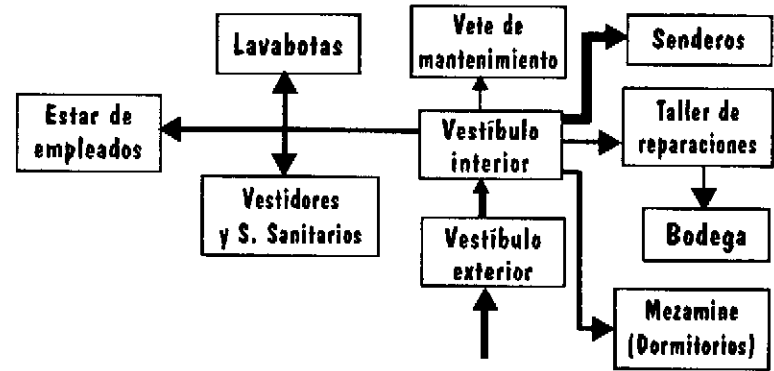 Lavabotas
Vete de
mantenimiento
Senderos
Estar de
empleados
Vestíbulo
interior
Taller de
reparaciones
Vestidores
y S. Sanitarios
Vestíbulo
exterior
Bodega
Mezamine
(Dormitorios)